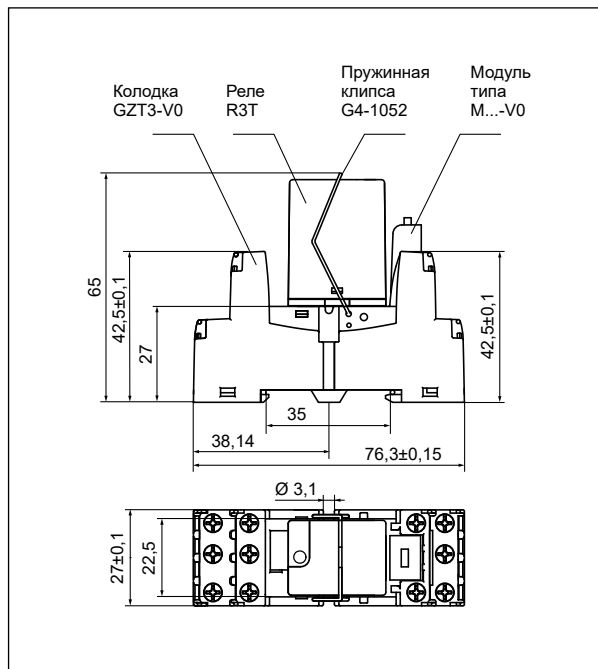 Колодка
GZT3-V0
Реле
R3T
Пружинная
клипса
G4-1052
Модуль
типа
M...-V0
65
42,5±0,1
27
42,5±0,1
35
38,14
76,3±0,15
Ø 3,1
27±0,1
22,5